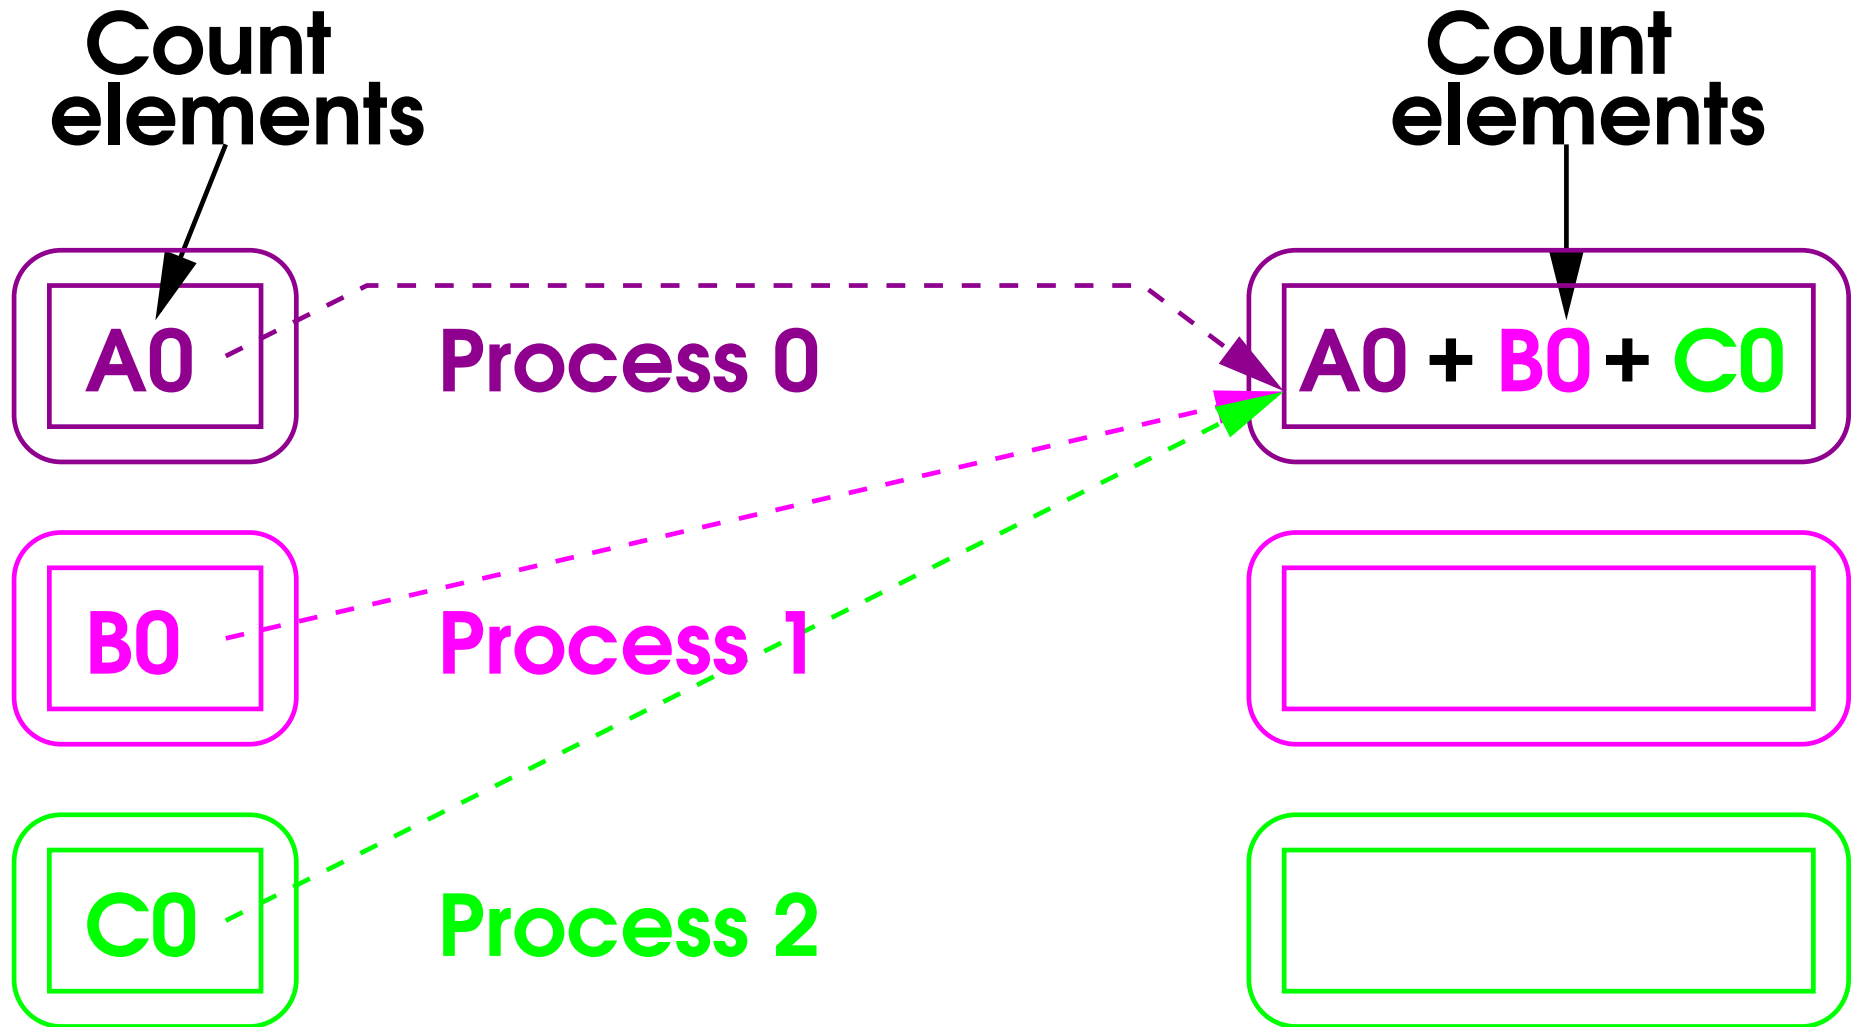 Count
elements
Count
elements
A0
Process 0
A0 + B0 + C0
B0
Process 1
C0
Process 2